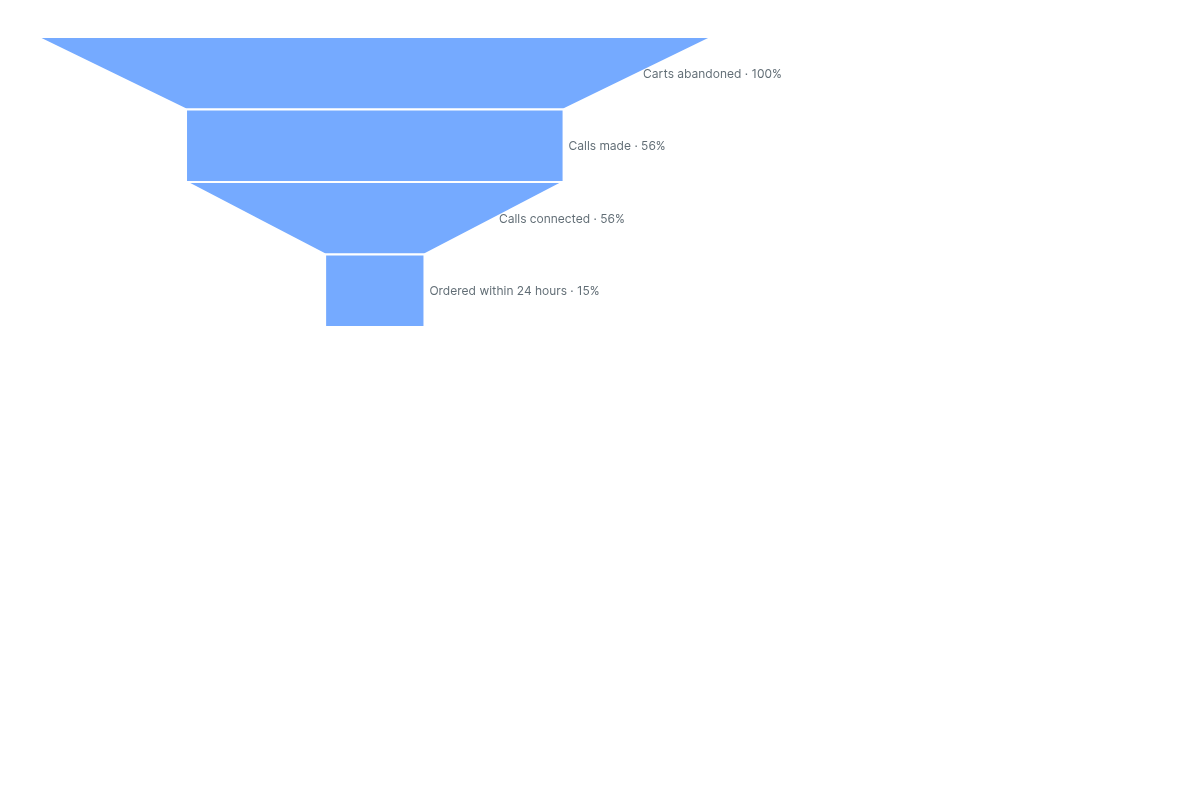 Carts abandoned · 100%
Calls made · 56%
Calls connected · 56%
Ordered within 24 hours · 15%